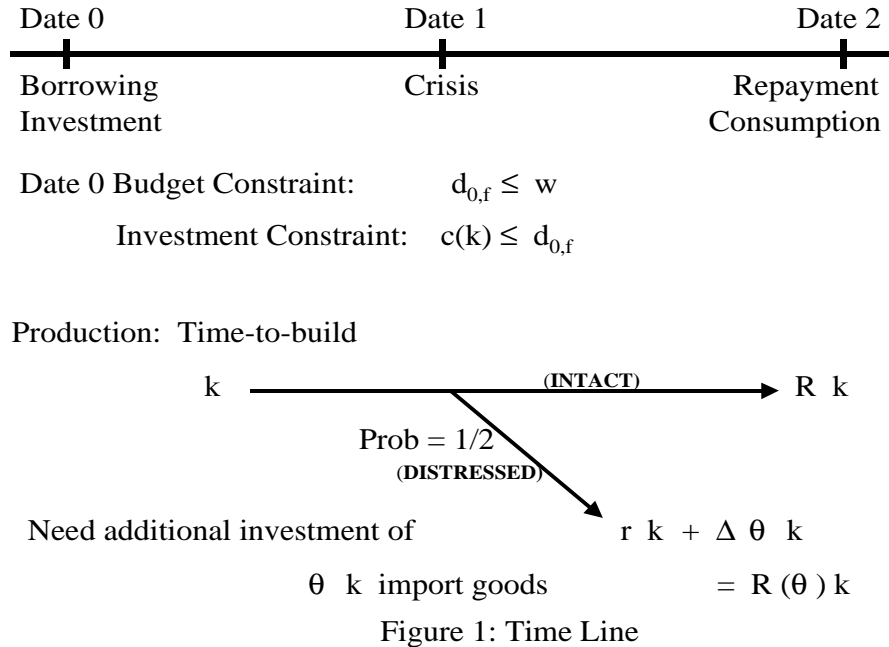 Date 0 Date 1 Date 2
Borrowing Crisis Repayment
Investment Consumption
Date 0 Budget Constraint: d₀,f ≤ w
Investment Constraint: c(k) ≤ d₀,f
Production: Time-to-build
k (INTACT) R k
Prob = 1/2
(DISTRESSED)
Need additional investment of r k + Δ θ k
θ k import goods = R (θ ) k
Figure 1: Time Line